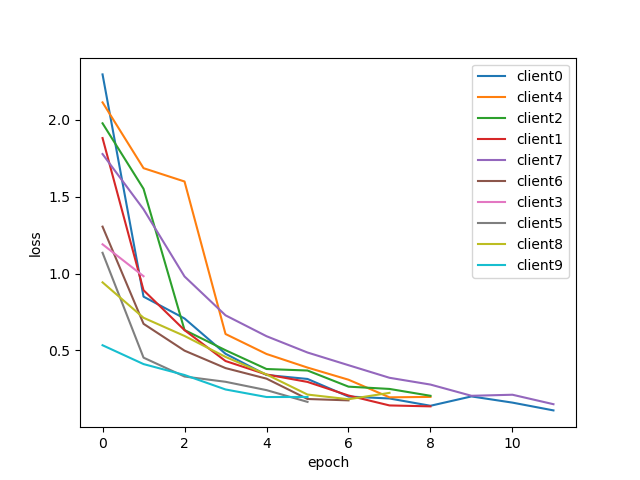 client0
client4
client2
client1
client7
client6
client3
client5
client8
client9
loss
2.0
1.5
1.0
0.5
0 2 4 6 8 10
epoch